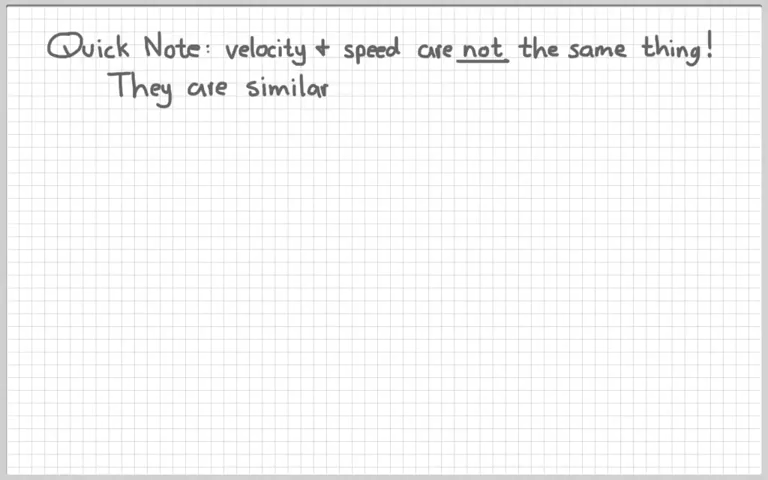 Quick Note: velocity + speed are not the same thing!
They are similar